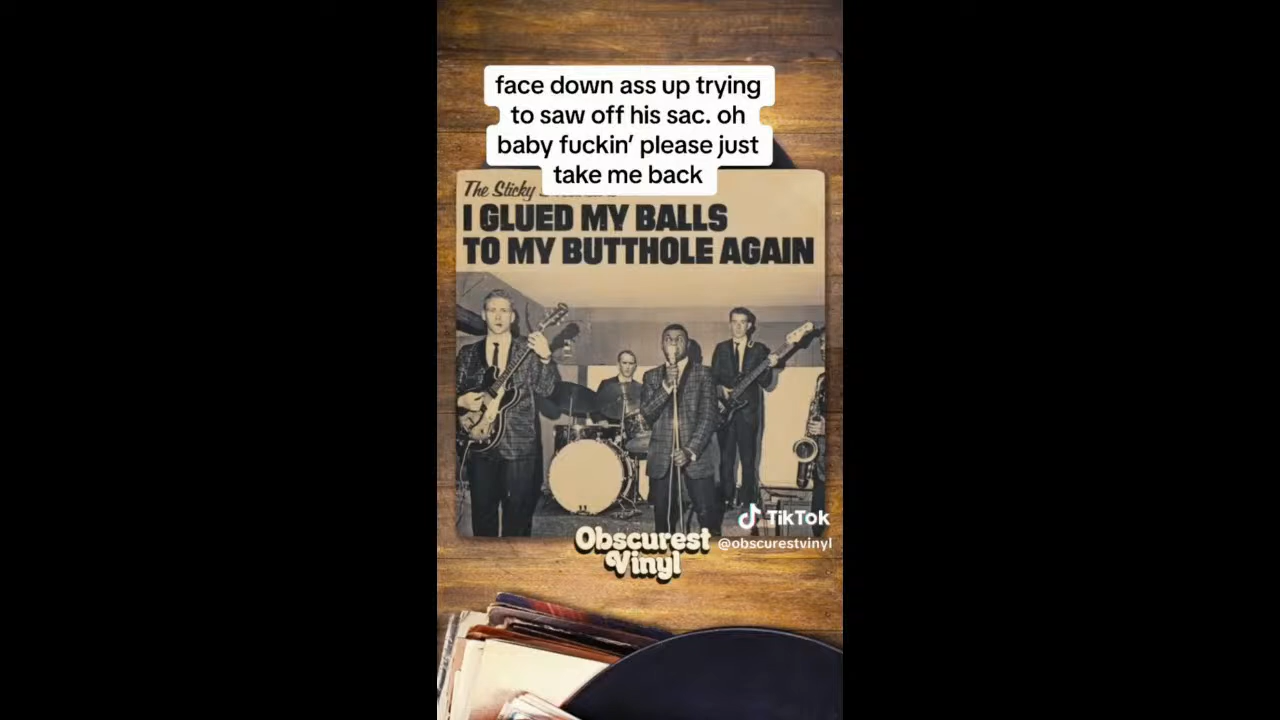 face down ass up trying
to saw off his sac. oh
baby fuckin’ please just
take me back
The Sticky
I GLUED MY BALLS
TO MY BUTTHOLE AGAIN
TikTok
@obscurestvinyl
Obscurest
Vinyl